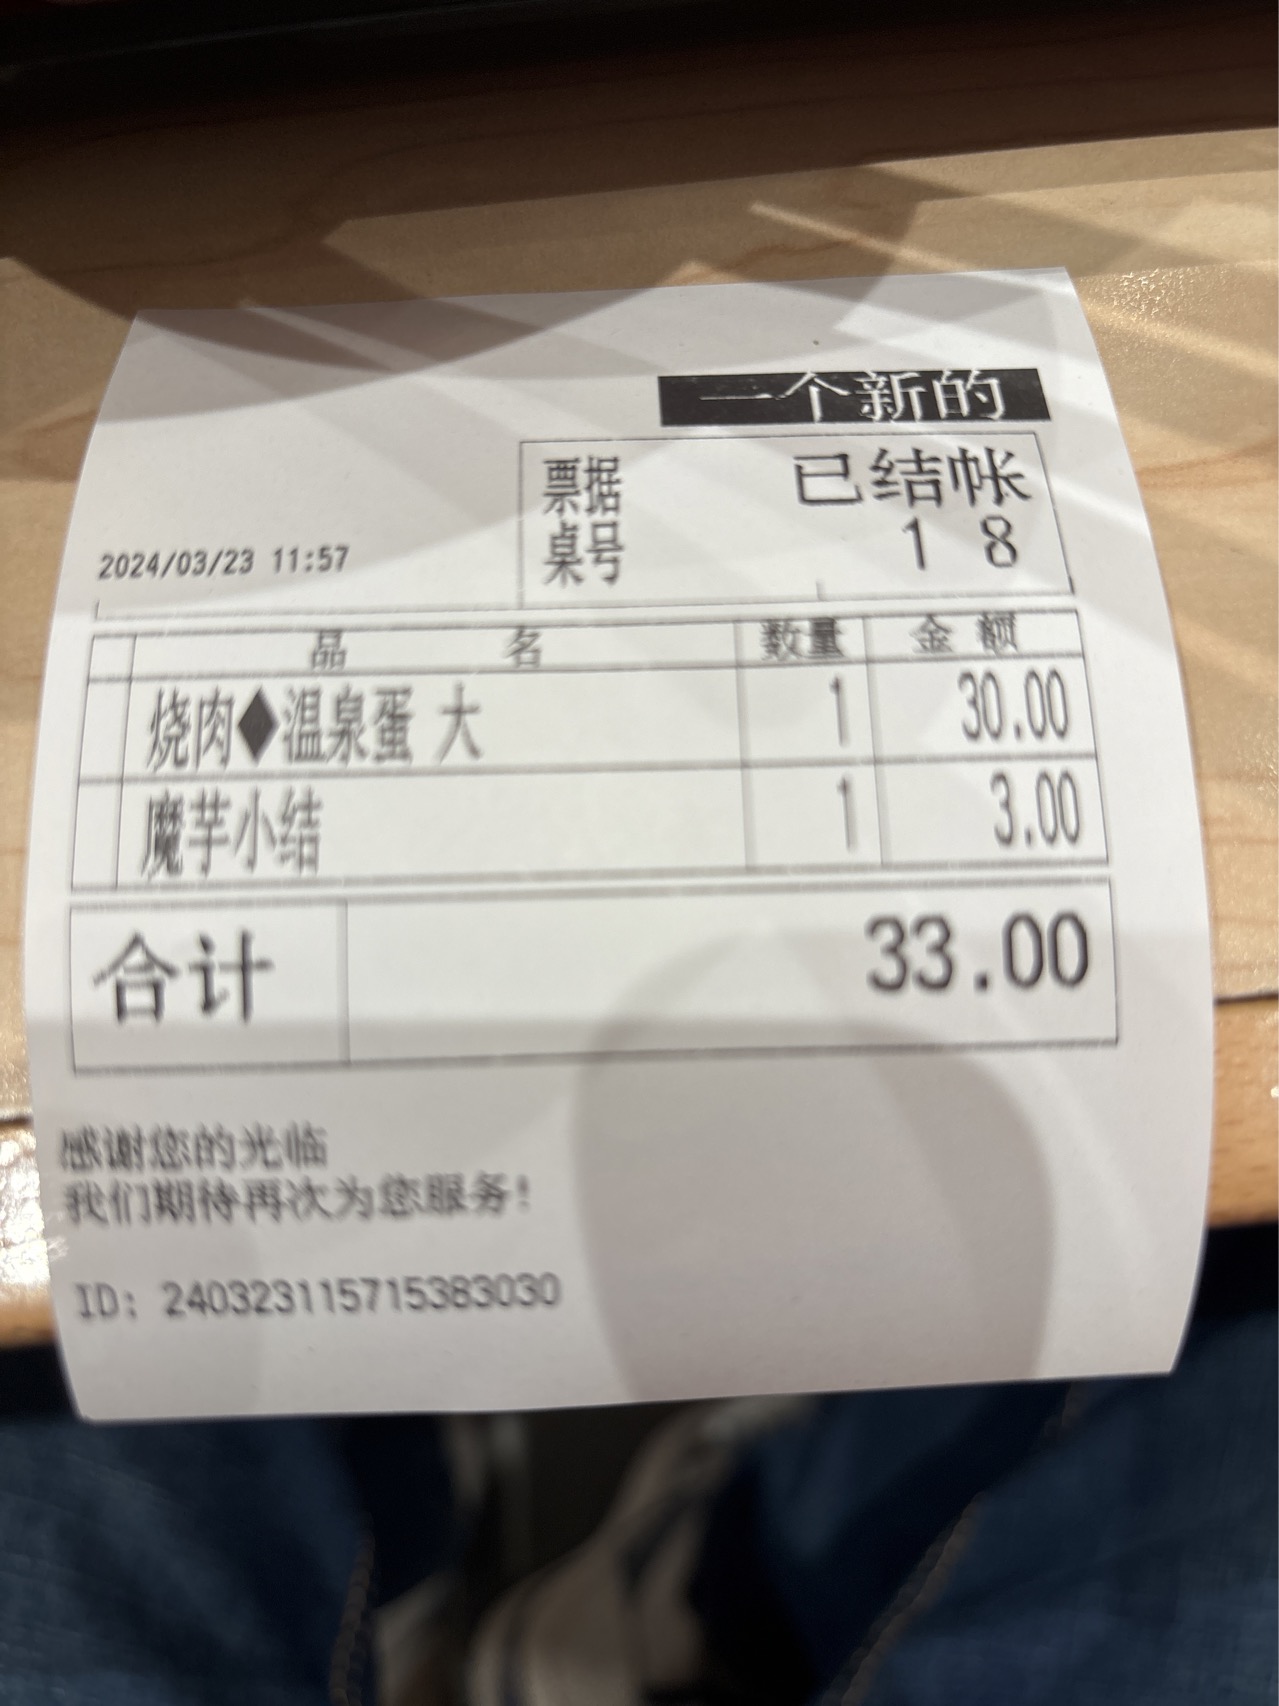 一个新的
票据 已结帐
桌号 1 8
2024/03/23 11:57
品 名 数量 金 额
烧肉◆温泉蛋 大 1 30.00
魔芋小结 1 3.00
合计 33.00
感谢您的光临
我们期待再次为您服务!
ID: 240323115715383030